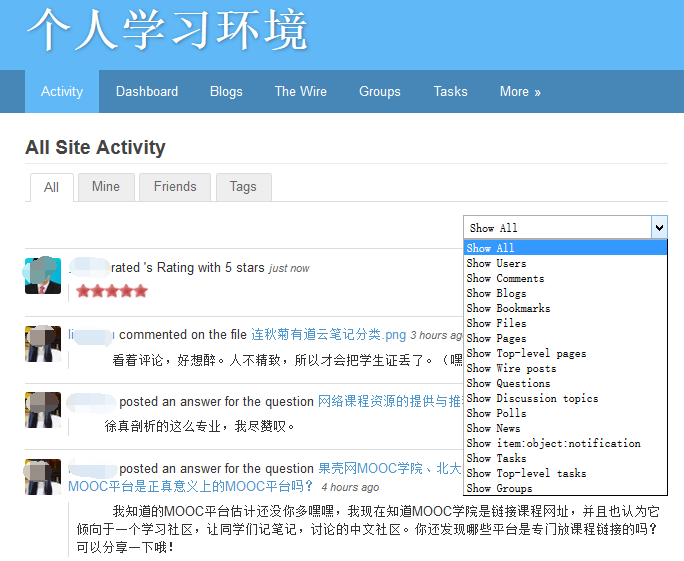 个人学习环境
Activity Dashboard Blogs The Wire Groups Tasks More »
All Site Activity
All Mine Friends Tags
Show All
Show All
Show Users
Show Comments
Show Blogs
Show Bookmarks
Show Files
Show Pages
Show Top-level pages
Show Wire posts
Show Questions
Show Discussion topics
Show Polls
Show News
Show item:object:notification
Show Tasks
Show Top-level tasks
Show Groups
rated 's Rating with 5 stars just now
commented on the file 连秋菊有道云笔记分类.png 3 hours ag
看着评论，好想醉。人不精致，所以才会把学生证丢了。（嘿
posted an answer for the question 网络课程资源的提供与推
徐真剖析的这么专业，我尽赞叹。
posted an answer for the question 果壳网MOOC学院、北大
MOOC平台是正真意义上的MOOC平台吗？ 4 hours ago
我知道的MOOC平台估计还没你多嘿嘿，我现在知道MOOC学院是链接课程网址，并且也认为它
倾向于一个学习社区，让同学们记笔记，讨论的中文社区。你还发现哪些平台是专门放课程链接的吗？
可以分享一下哦！